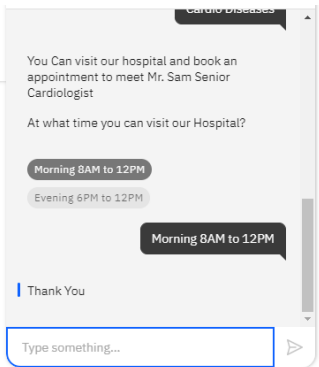 Cardio Diseases
You Can visit our hospital and book an
appointment to meet Mr. Sam Senior
Cardiologist
At what time you can visit our Hospital?
Morning 8AM to 12PM
Evening 6PM to 12PM
Morning 8AM to 12PM
Thank You
Type something...